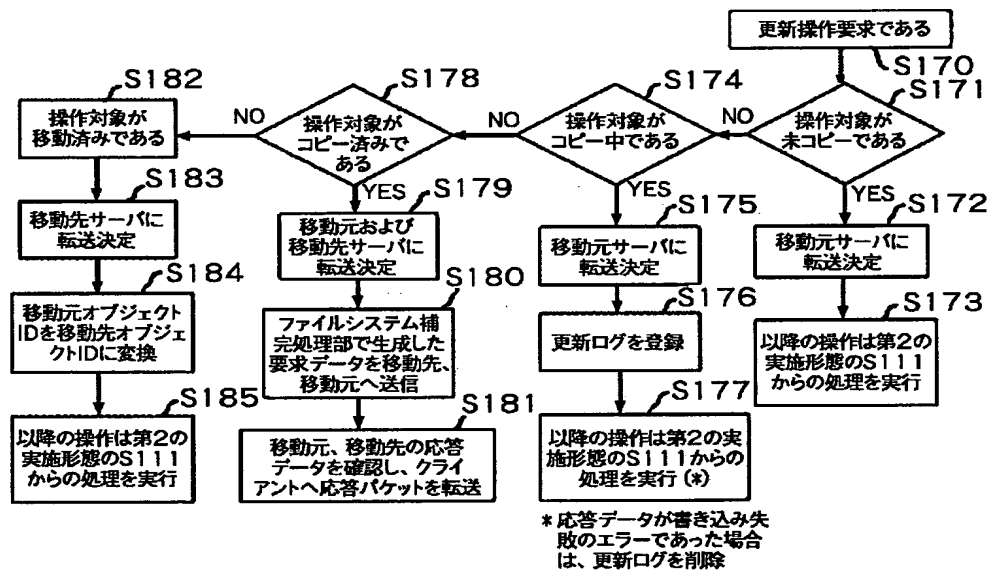 更新操作要求である
S170
S171
操作対象が
未コピーである
NO
YES
S172
移動元サーバに
転送決定
S173
以降の操作は第2の
実施形態のS111
からの処理を実行
S174
操作対象が
コピー中である
NO
YES
S175
移動元サーバに
転送決定
S176
更新ログを登録
S177
以降の操作は第2の実
施形態のS111からの
処理を実行(*)
* 応答データが書き込み失
敗のエラーであった場合
は、更新ログを削除
S178
操作対象が
コピー済みで
ある
NO
YES
S179
移動元および
移動先サーバに
転送決定
S180
ファイルシステム補
完処理部で生成した
要求データを移動先、
移動元へ送信
S181
移動元、移動先の応答
データを確認し、クライ
アントへ応答パケットを転送
S182
操作対象が
移動済みである
S183
移動先サーバに
転送決定
S184
移動元オブジェクト
IDを移動先オブジェ
クトIDに変換
S185
以降の操作は第2の
実施形態のS111
からの処理を実行